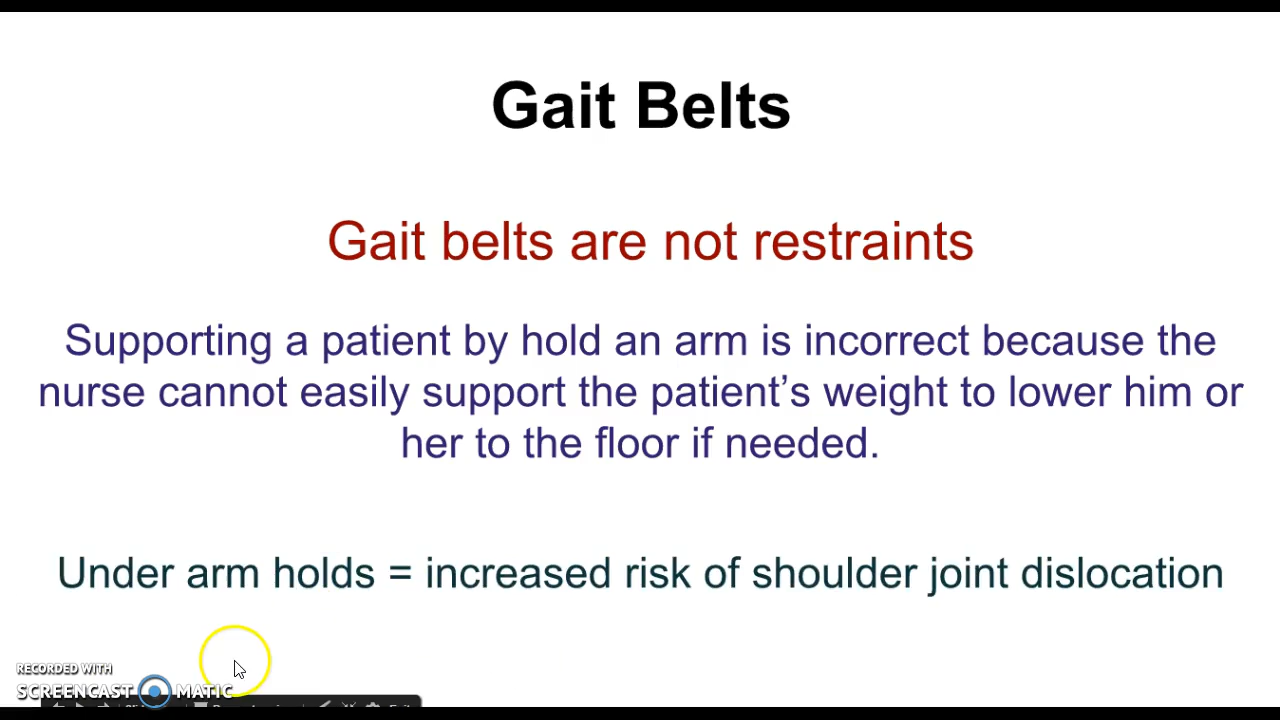 Gait Belts
Gait belts are not restraints
Supporting a patient by hold an arm is incorrect because the
nurse cannot easily support the patient’s weight to lower him or
her to the floor if needed.
Under arm holds = increased risk of shoulder joint dislocation
RECORDED WITH
SCREENCAST MATIC